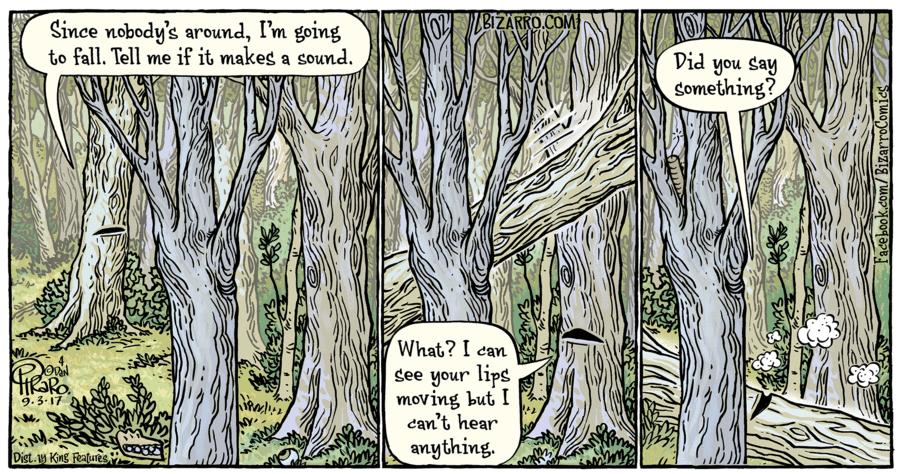 Since nobody's around, I'm going
to fall. Tell me if it makes a sound.
BIZARRO.COM
Did you say
something?
What? I can
see your lips
moving but I
can't hear
anything.
4
©DAN
PIRARO
9.3.17
Dist. by King Features
Facebook.com/BizarroComics